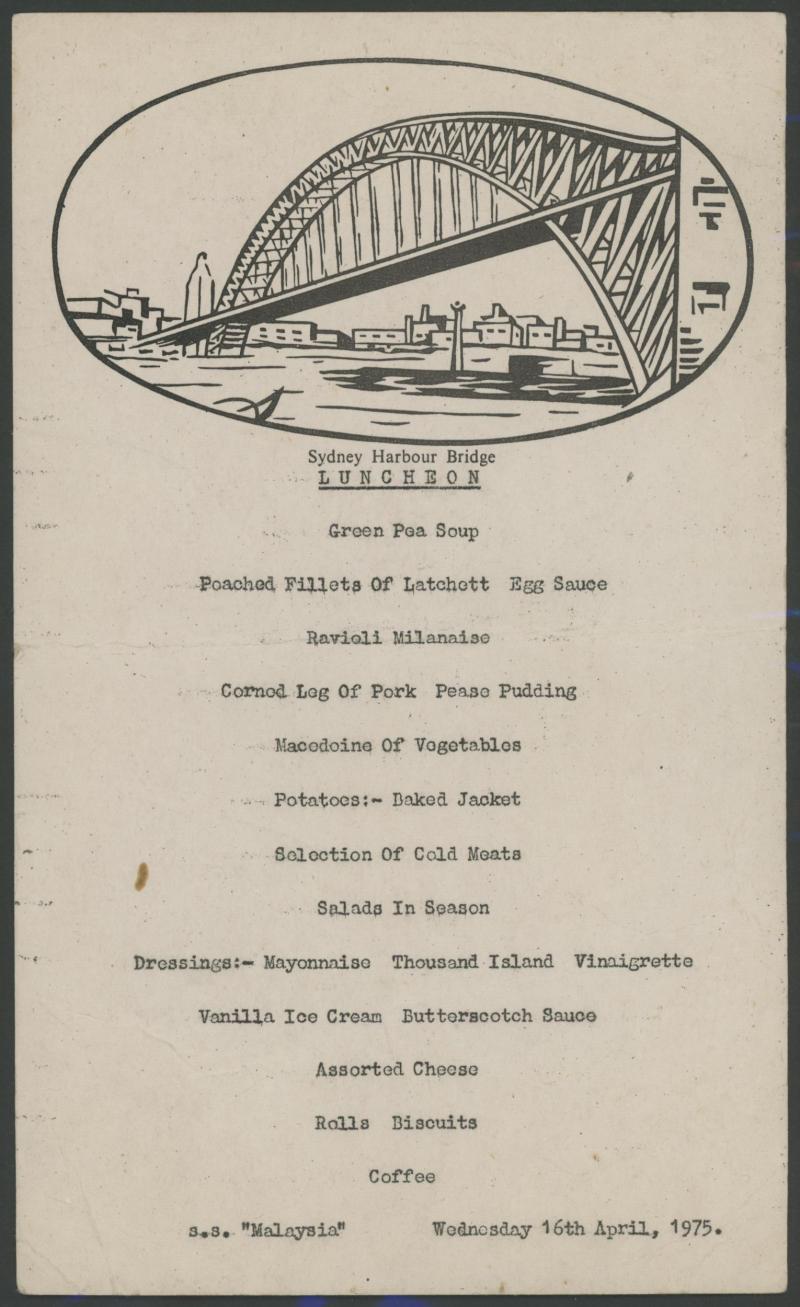 Sydney Harbour Bridge
LUNCHEON
Green Pea Soup
Poached Fillets Of Latchett Egg Sauce
Ravioli Milanaise
Corned Leg Of Pork Pease Pudding
Macedoine Of Vegetables
Potatoes:- Baked Jacket
Selection Of Cold Meats
Salads In Season
Dressings:- Mayonnaise Thousand Island Vinaigrette
Vanilla Ice Cream Butterscotch Sauce
Assorted Cheese
Rolls Biscuits
Coffee
s.s. "Malaysia" Wednesday 16th April, 1975.